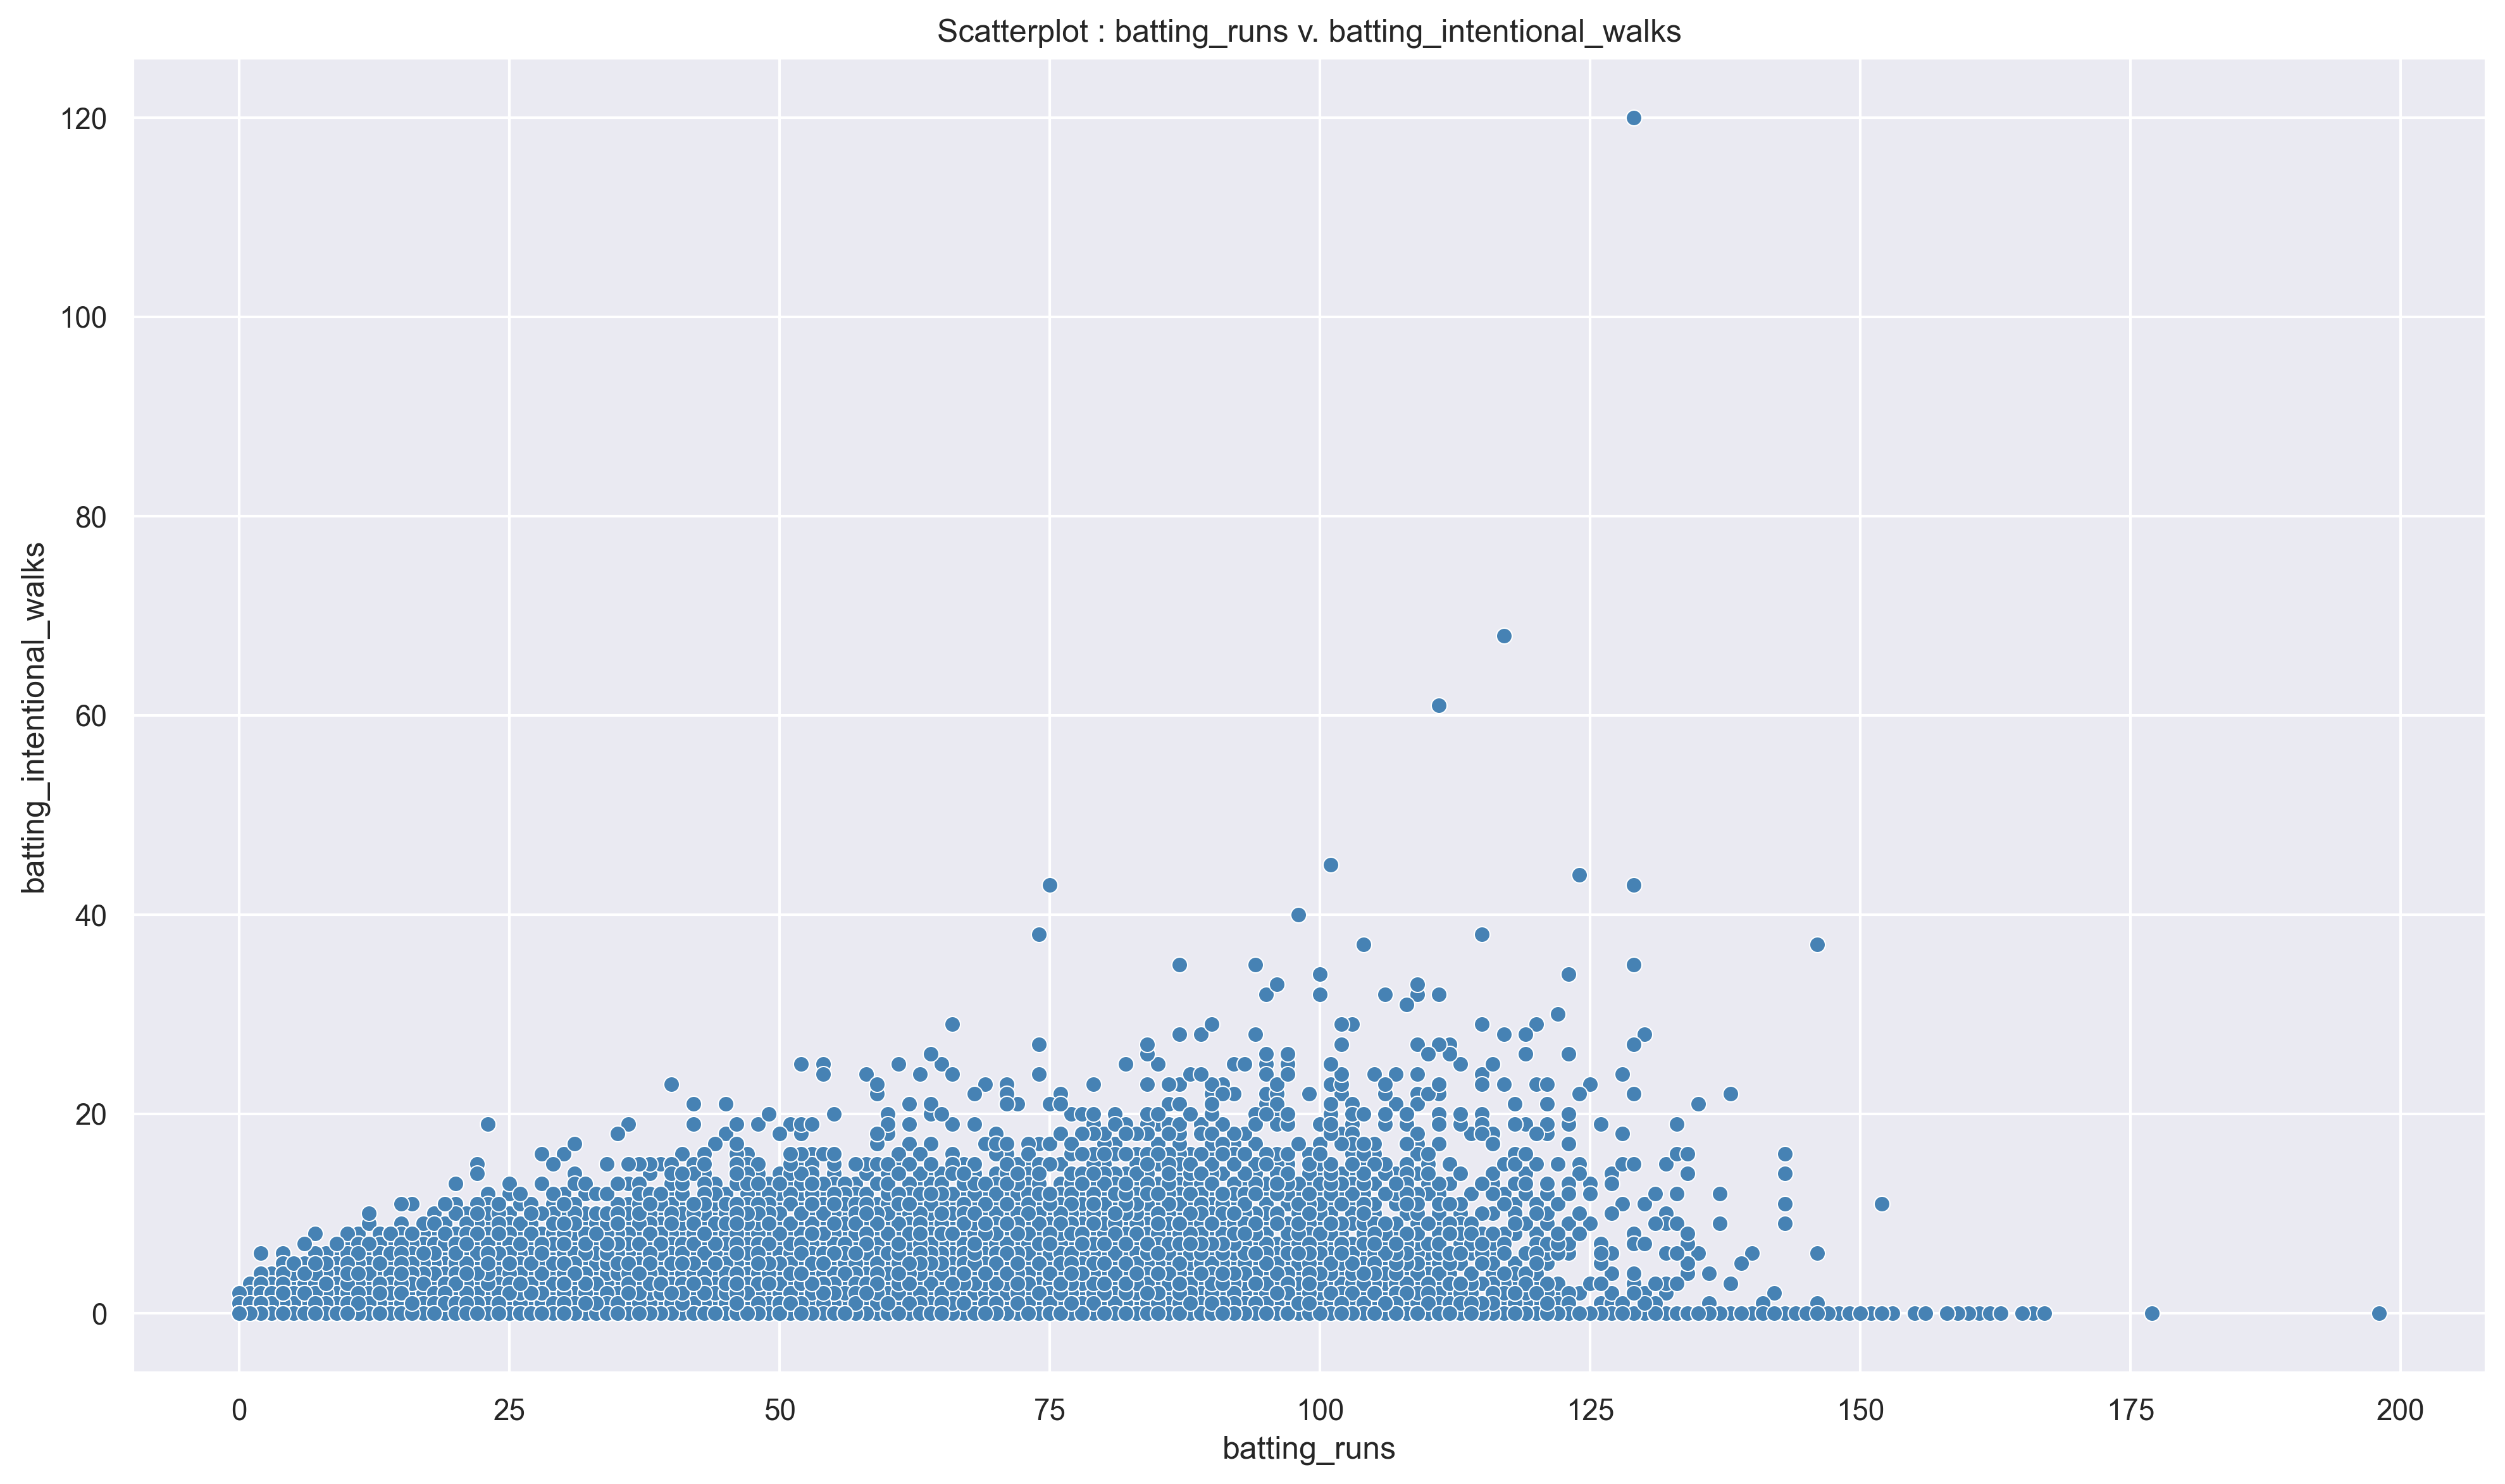 Scatterplot : batting_runs v. batting_intentional_walks
120
100
80
60
40
20
0
batting_intentional_walks
0 25 50 75 100 125 150 175 200
batting_runs